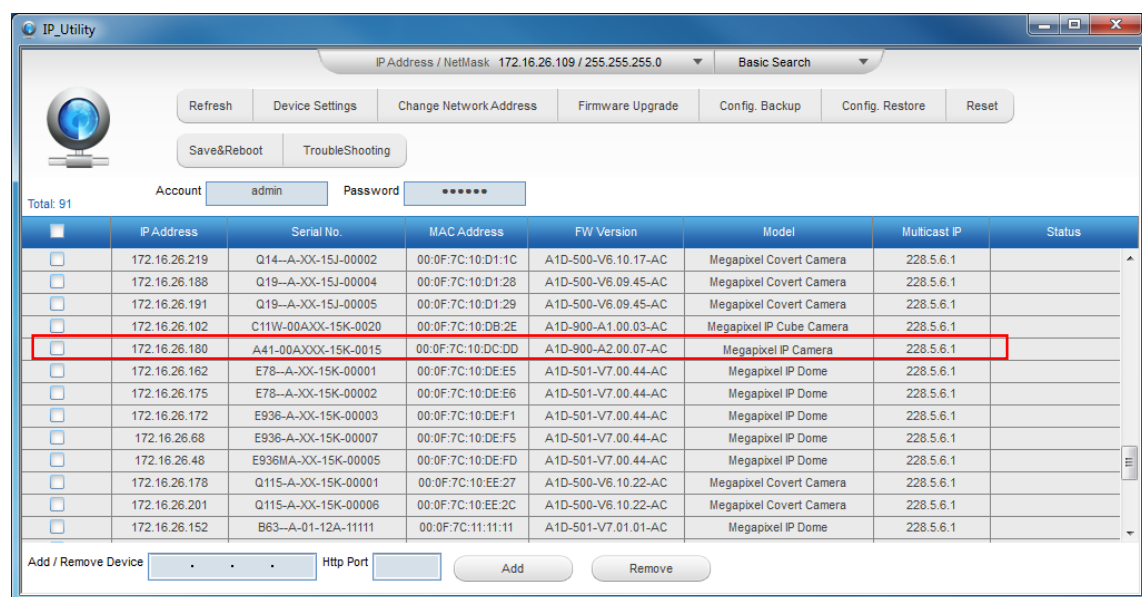 IP_Utility
IP Address / NetMask 172.16.26.109 / 255.255.255.0 Basic Search
Refresh Device Settings Change Network Address Firmware Upgrade Config. Backup Config. Restore Reset
Save&Reboot TroubleShooting
Account admin Password ••••••
Total: 91
IP Address Serial No. MAC Address FW Version Model Multicast IP Status
172.16.26.219 Q14--A-XX-15J-00002 00:0F:7C:10:D1:1C A1D-500-V6.10.17-AC Megapixel Covert Camera 228.5.6.1
172.16.26.188 Q19--A-XX-15J-00004 00:0F:7C:10:D1:28 A1D-500-V6.09.45-AC Megapixel Covert Camera 228.5.6.1
172.16.26.191 Q19--A-XX-15J-00005 00:0F:7C:10:D1:29 A1D-500-V6.09.45-AC Megapixel Covert Camera 228.5.6.1
172.16.26.102 C11W-00AXX-15K-0020 00:0F:7C:10:DB:2E A1D-900-A1.00.03-AC Megapixel IP Cube Camera 228.5.6.1
172.16.26.180 A41-00AXXX-15K-0015 00:0F:7C:10:DC:DD A1D-900-A2.00.07-AC Megapixel IP Camera 228.5.6.1
172.16.26.162 E78--A-XX-15K-00001 00:0F:7C:10:DE:E5 A1D-501-V7.00.44-AC Megapixel IP Dome 228.5.6.1
172.16.26.175 E78--A-XX-15K-00002 00:0F:7C:10:DE:E6 A1D-501-V7.00.44-AC Megapixel IP Dome 228.5.6.1
172.16.26.172 E936-A-XX-15K-00003 00:0F:7C:10:DE:F1 A1D-501-V7.00.44-AC Megapixel IP Dome 228.5.6.1
172.16.26.68 E936-A-XX-15K-00007 00:0F:7C:10:DE:F5 A1D-501-V7.00.44-AC Megapixel IP Dome 228.5.6.1
172.16.26.48 E936MA-XX-15K-00005 00:0F:7C:10:DE:FD A1D-501-V7.00.44-AC Megapixel IP Dome 228.5.6.1
172.16.26.178 Q115-A-XX-15K-00001 00:0F:7C:10:EE:27 A1D-500-V6.10.22-AC Megapixel Covert Camera 228.5.6.1
172.16.26.201 Q115-A-XX-15K-00006 00:0F:7C:10:EE:2C A1D-500-V6.10.22-AC Megapixel Covert Camera 228.5.6.1
172.16.26.152 B63--A-01-12A-11111 00:0F:7C:11:11:11 A1D-501-V7.01.01-AC Megapixel IP Dome 228.5.6.1
Add / Remove Device . . . Http Port Add Remove